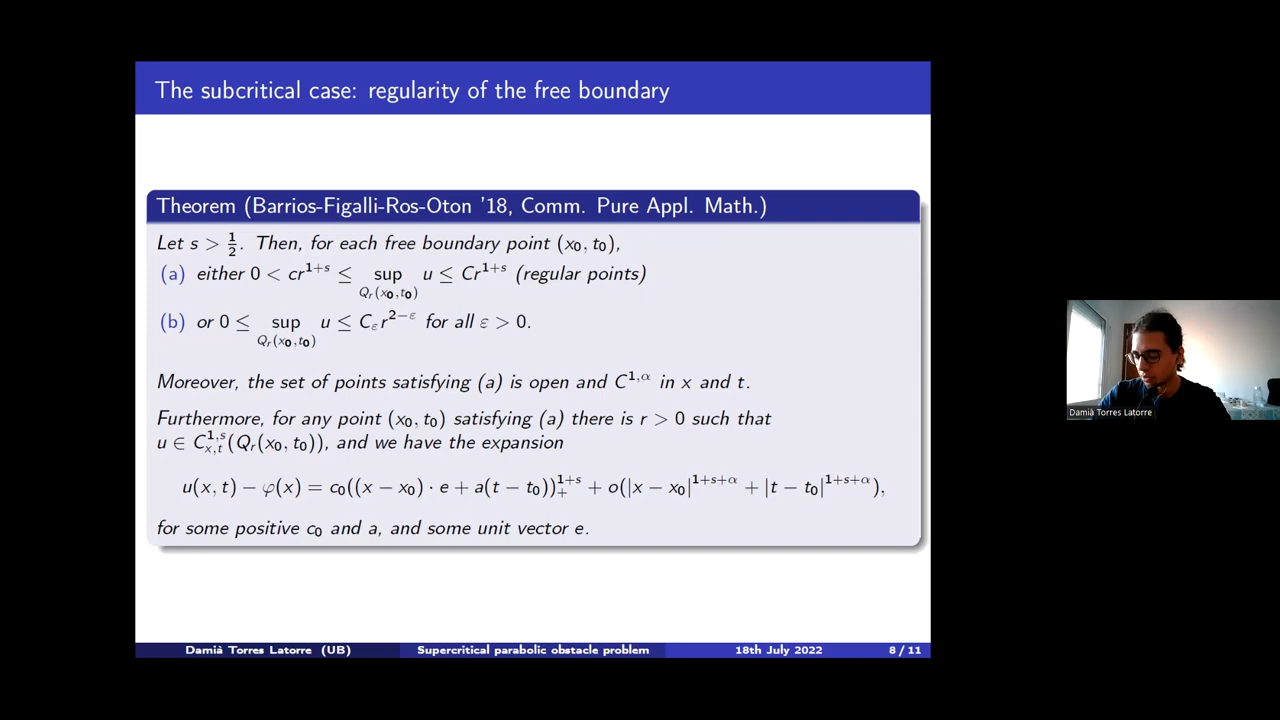 The subcritical case: regularity of the free boundary
Theorem (Barrios-Figalli-Ros-Oton '18, Comm. Pure Appl. Math.)
Let s > 1/2. Then, for each free boundary point (x₀, t₀),
(a) either 0 < cr^{1+s} ≤ sup_{Q_r(x₀,t₀)} u ≤ Cr^{1+s} (regular points)
(b) or 0 ≤ sup_{Q_r(x₀,t₀)} u ≤ C_ε r^{2−ε} for all ε > 0.
Moreover, the set of points satisfying (a) is open and C^{1,α} in x and t.
Furthermore, for any point (x₀, t₀) satisfying (a) there is r > 0 such that
u ∈ C^{1,s}_{x,t}(Q_r(x₀, t₀)), and we have the expansion
u(x, t) − φ(x) = c₀((x − x₀) · e + a(t − t₀))₊^{1+s} + o(|x − x₀|^{1+s+α} + |t − t₀|^{1+s+α}),
for some positive c₀ and a, and some unit vector e.
Damià Torres Latorre (UB) Supercritical parabolic obstacle problem 18th July 2022 8 / 11
Damià Torres Latorre